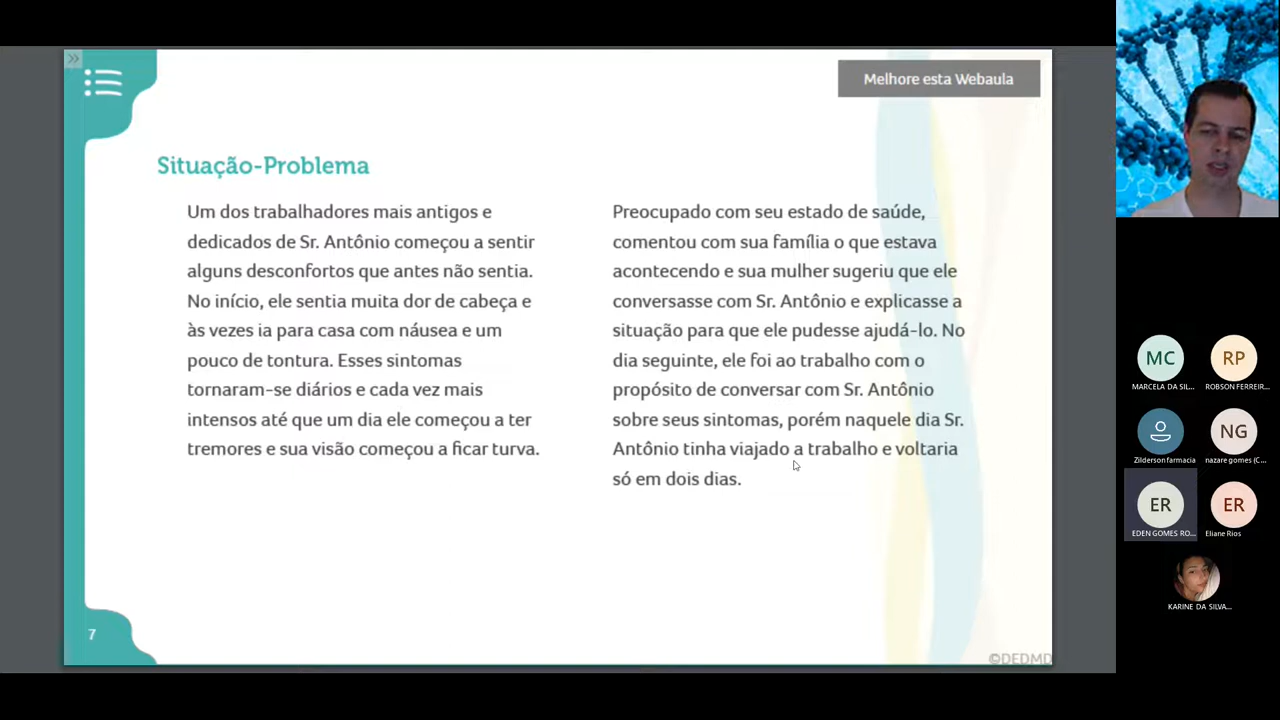 Melhore esta Webaula
Situação-Problema
Um dos trabalhadores mais antigos e
dedicados de Sr. Antônio começou a sentir
alguns desconfortos que antes não sentia.
No início, ele sentia muita dor de cabeça e
às vezes ia para casa com náusea e um
pouco de tontura. Esses sintomas
tornaram-se diários e cada vez mais
intensos até que um dia ele começou a ter
tremores e sua visão começou a ficar turva.
Preocupado com seu estado de saúde,
comentou com sua família o que estava
acontecendo e sua mulher sugeriu que ele
conversasse com Sr. Antônio e explicasse a
situação para que ele pudesse ajudá-lo. No
dia seguinte, ele foi ao trabalho com o
propósito de conversar com Sr. Antônio
sobre seus sintomas, porém naquele dia Sr.
Antônio tinha viajado a trabalho e voltaria
só em dois dias.
7
©DEDMD
MC
MARCELA DA SIL...
RP
ROBSON FERREIR...
Zilderson farmacia
NG
nazare gomes (C...
ER
EDEN GOMES RO...
ER
Eliane Rios
KARINE DA SILVA...